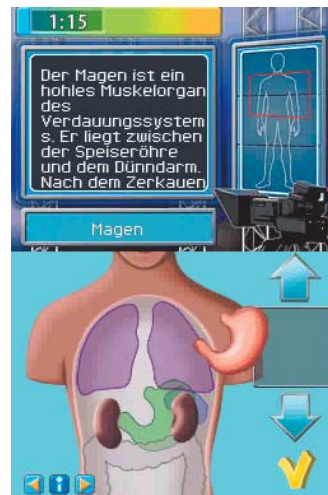 1:15
Der Magen ist ein
hohles Muskelorgan
des
Verdauungssystem
s. Er liegt zwischen
der Speiseröhre
und dem Dünndarm.
Nach dem Zerkauen
Magen